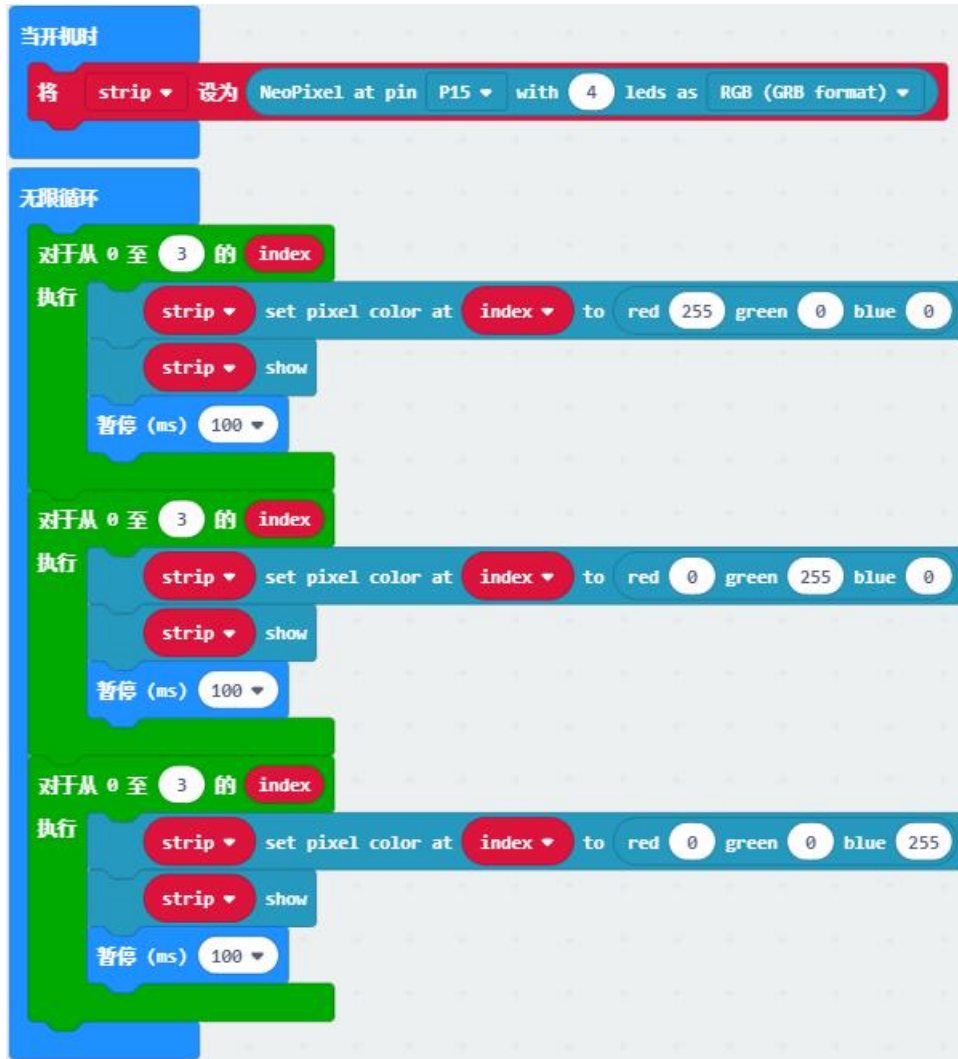 当开机时
将 strip 设为 NeoPixel at pin P15 with 4 leds as RGB (GRB format)
无限循环
对于从 0 至 3 的 index
执行
strip set pixel color at index to red 255 green 0 blue 0
strip show
暂停 (ms) 100
对于从 0 至 3 的 index
执行
strip set pixel color at index to red 0 green 255 blue 0
strip show
暂停 (ms) 100
对于从 0 至 3 的 index
执行
strip set pixel color at index to red 0 green 0 blue 255
strip show
暂停 (ms) 100